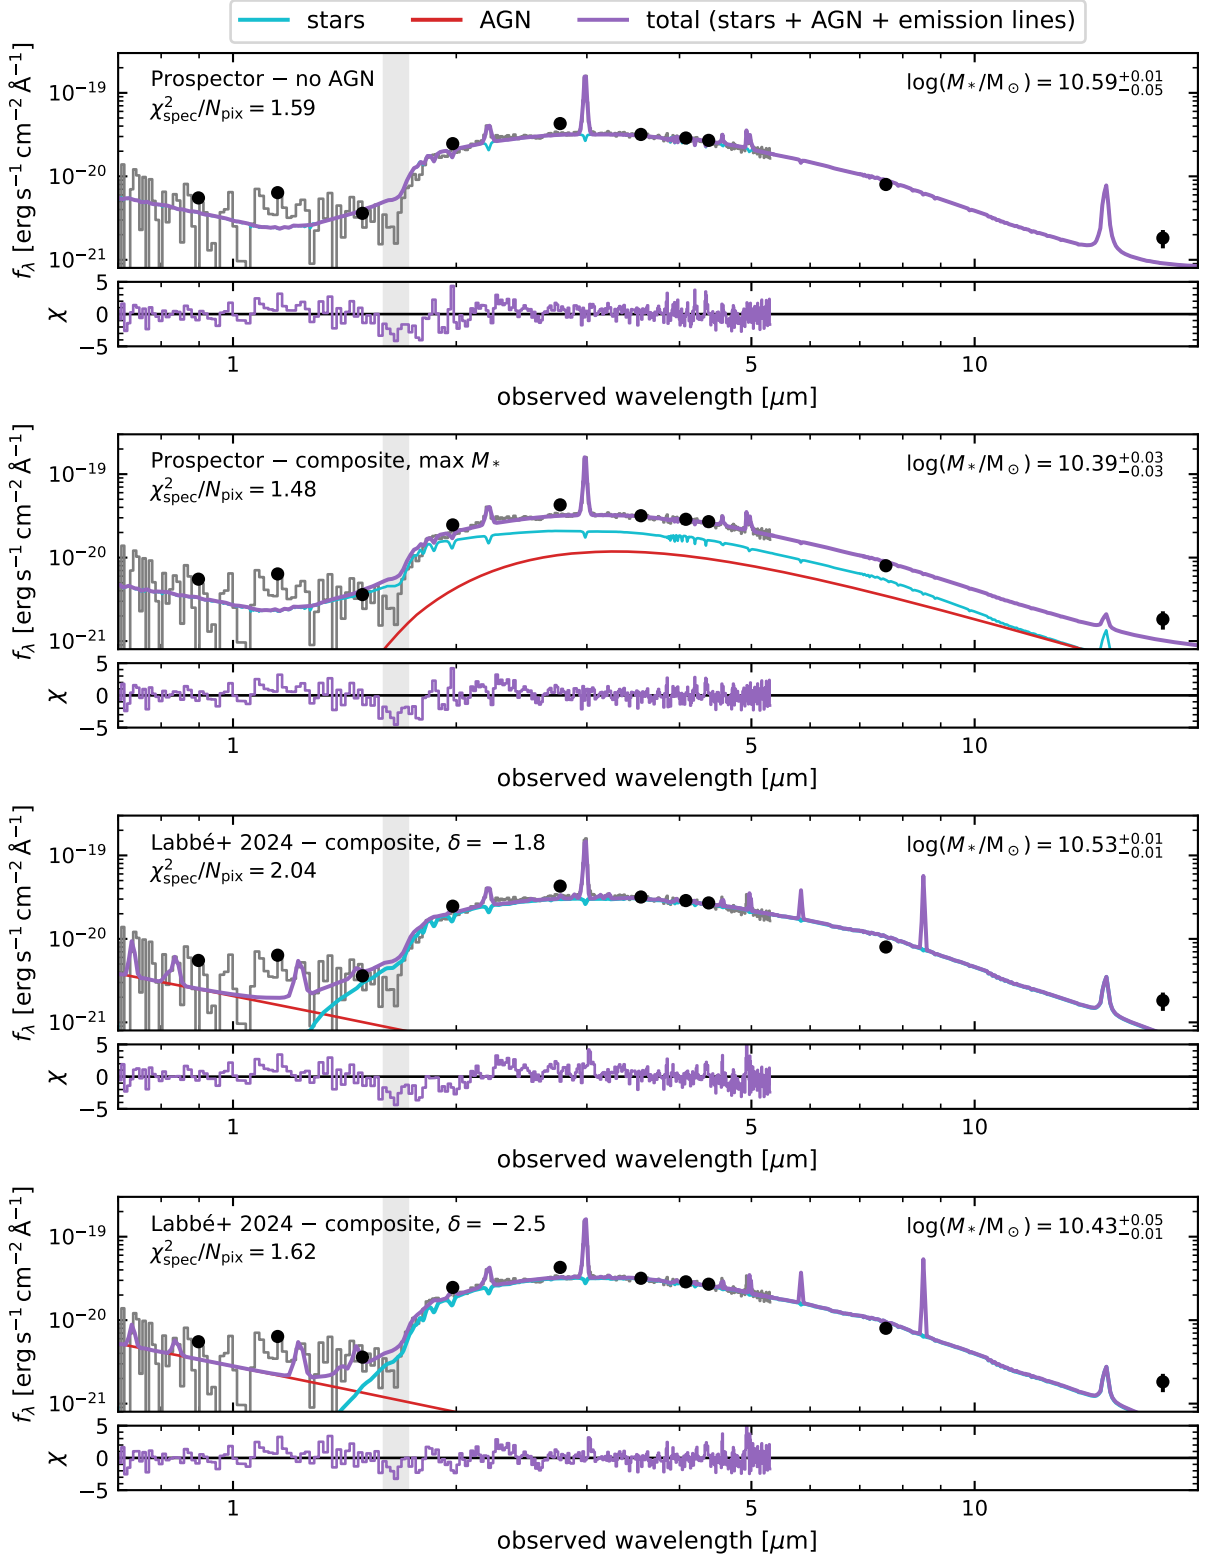 stars AGN total (stars + AGN + emission lines)
Prospector − no AGN log(M∗/M⊙) = 10.59+0.01−0.05
χ²spec/Npix = 1.59
10⁻¹⁹
10⁻²⁰
10⁻²¹
fλ [erg s⁻¹ cm⁻² Å⁻¹]
5
0
−5
χ
1 5 10
observed wavelength [μm]
Prospector − composite, max M∗ log(M∗/M⊙) = 10.39+0.03−0.03
χ²spec/Npix = 1.48
10⁻¹⁹
10⁻²⁰
10⁻²¹
fλ [erg s⁻¹ cm⁻² Å⁻¹]
5
0
−5
χ
1 5 10
observed wavelength [μm]
Labbé+ 2024 − composite, δ = −1.8 log(M∗/M⊙) = 10.53+0.01−0.01
χ²spec/Npix = 2.04
10⁻¹⁹
10⁻²⁰
10⁻²¹
fλ [erg s⁻¹ cm⁻² Å⁻¹]
5
0
−5
χ
1 5 10
observed wavelength [μm]
Labbé+ 2024 − composite, δ = −2.5 log(M∗/M⊙) = 10.43+0.05−0.01
χ²spec/Npix = 1.62
10⁻¹⁹
10⁻²⁰
10⁻²¹
fλ [erg s⁻¹ cm⁻² Å⁻¹]
5
0
−5
χ
1 5 10
observed wavelength [μm]